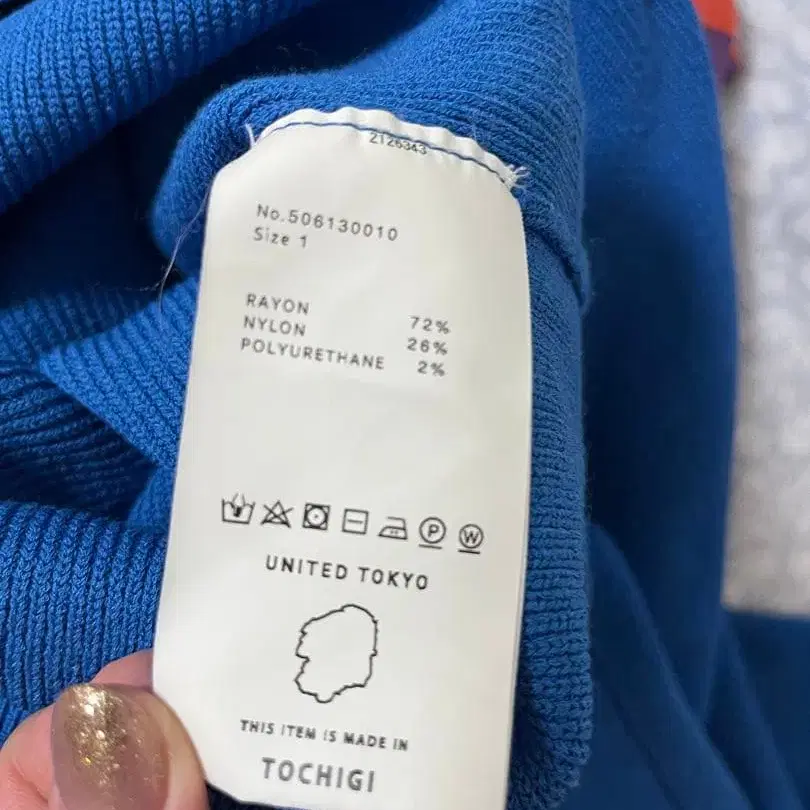 2126343
No.506130010
Size 1
RAYON 72%
NYLON 26%
POLYURETHANE 2%
P W
UNITED TOKYO
THIS ITEM IS MADE IN
TOCHIGI